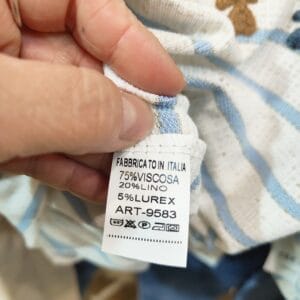 FABBRICATO IN ITALIA
75%VISCOSA
20%LINO
5%LUREX
ART-9583